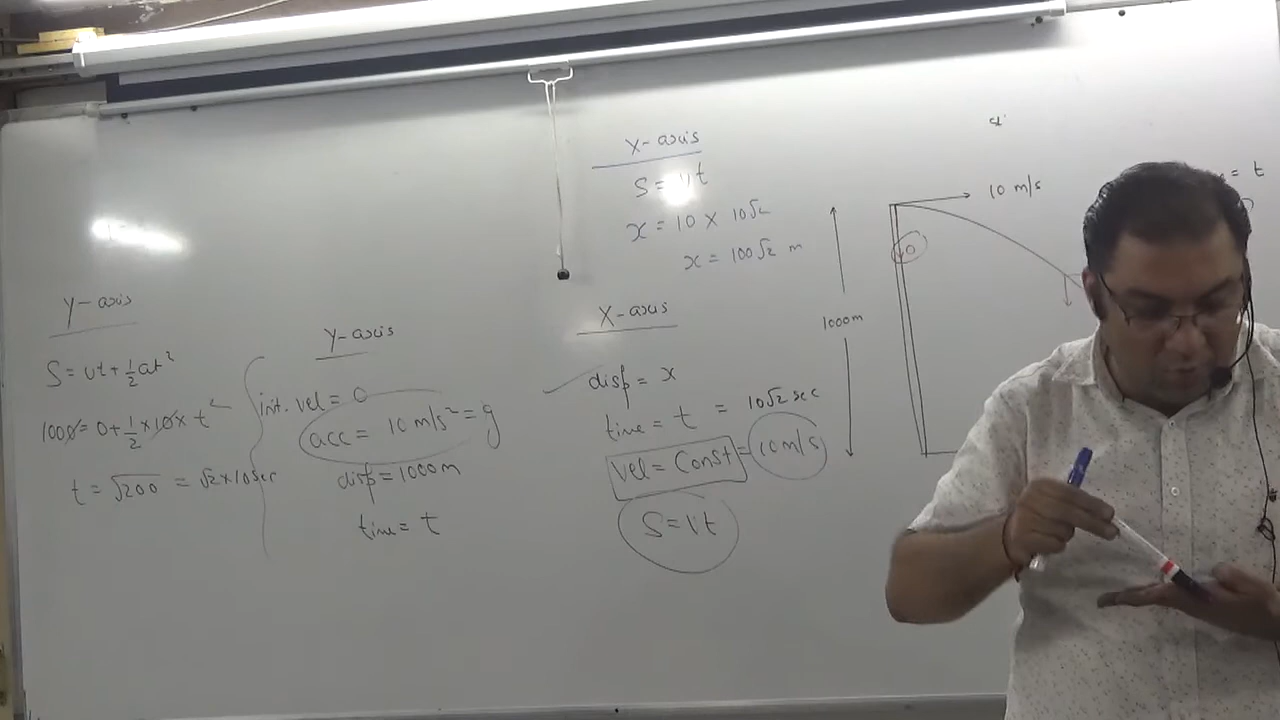 Y-axis
S = ut + 1/2 at²
1000 = 0 + 1/2 × 10 × t²
t = √200 = √2 × 10 sec
Y-axis
int. vel = 0
acc = 10 m/s² = g
disp = 1000m
time = t
X-axis
S = vt
x = 10 × 10√2
x = 100√2 m
X-axis
disp = x
time = t = 10√2 sec
Vel = Const = 10 m/s
S = vt
10 m/s
1000m
= t